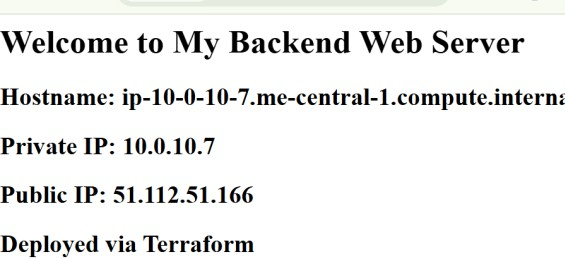 Welcome to My Backend Web Server
Hostname: ip-10-0-10-7.me-central-1.compute.interna
Private IP: 10.0.10.7
Public IP: 51.112.51.166
Deployed via Terraform